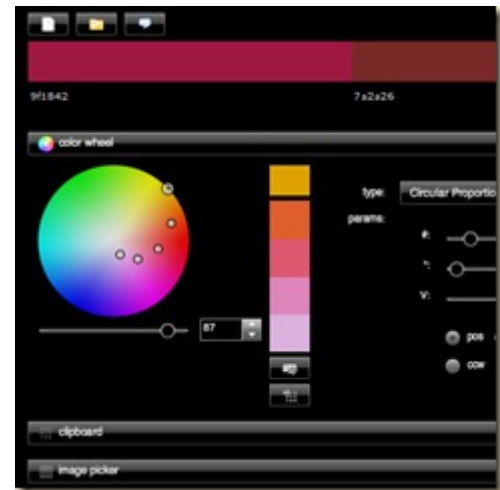 9f1842 7a2a26
color wheel
type: Circular Proportio
params:
#:
°:
87
V:
pos
ccw
clipboard
image picker